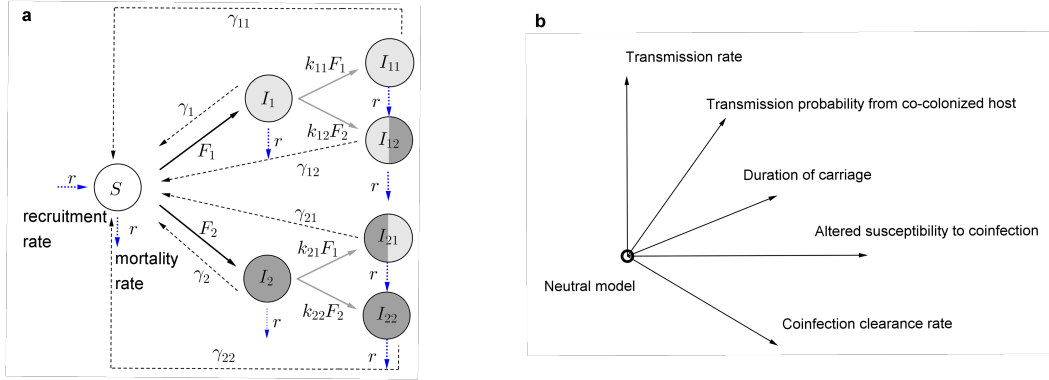 a
γ₁₁
I₁₁
k₁₁F₁
r
I₁
γ₁
k₁₂F₂
I₁₂
F₁
r
γ₁₂
r
S
r
recruitment
rate
r
mortality
rate
γ₂₁
F₂
k₂₁F₁
I₂₁
γ₂
I₂
r
k₂₂F₂
I₂₂
r
γ₂₂
r
b
Transmission rate
Transmission probability from co-colonized host
Duration of carriage
Altered susceptibility to coinfection
Neutral model
Coinfection clearance rate